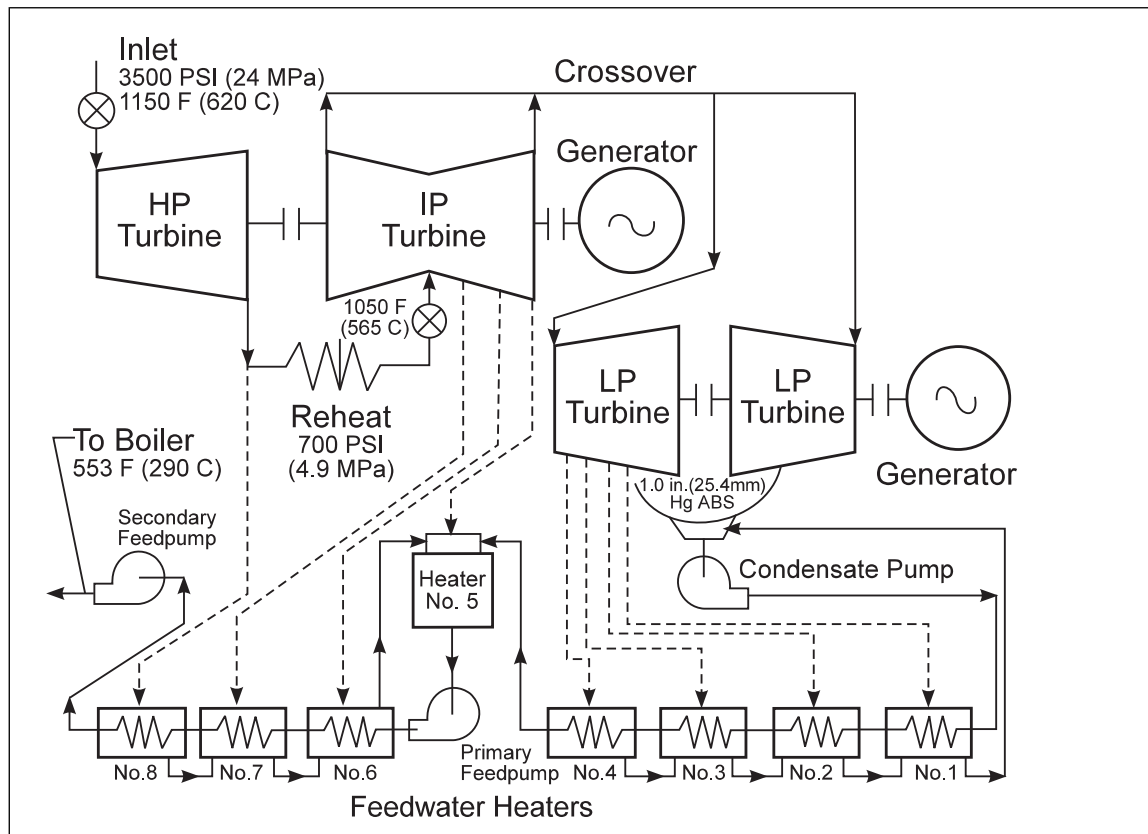 Inlet
3500 PSI (24 MPa)
1150 F (620 C)
Crossover
Generator
HP
Turbine
IP
Turbine
1050 F
(565 C)
LP
Turbine
LP
Turbine
Reheat
700 PSI
(4.9 MPa)
Generator
To Boiler
553 F (290 C)
1.0 in.(25.4mm)
Hg ABS
Secondary
Feedpump
Heater
No. 5
Condensate Pump
Primary
Feedpump
No.8
No.7
No.6
No.4
No.3
No.2
No.1
Feedwater Heaters